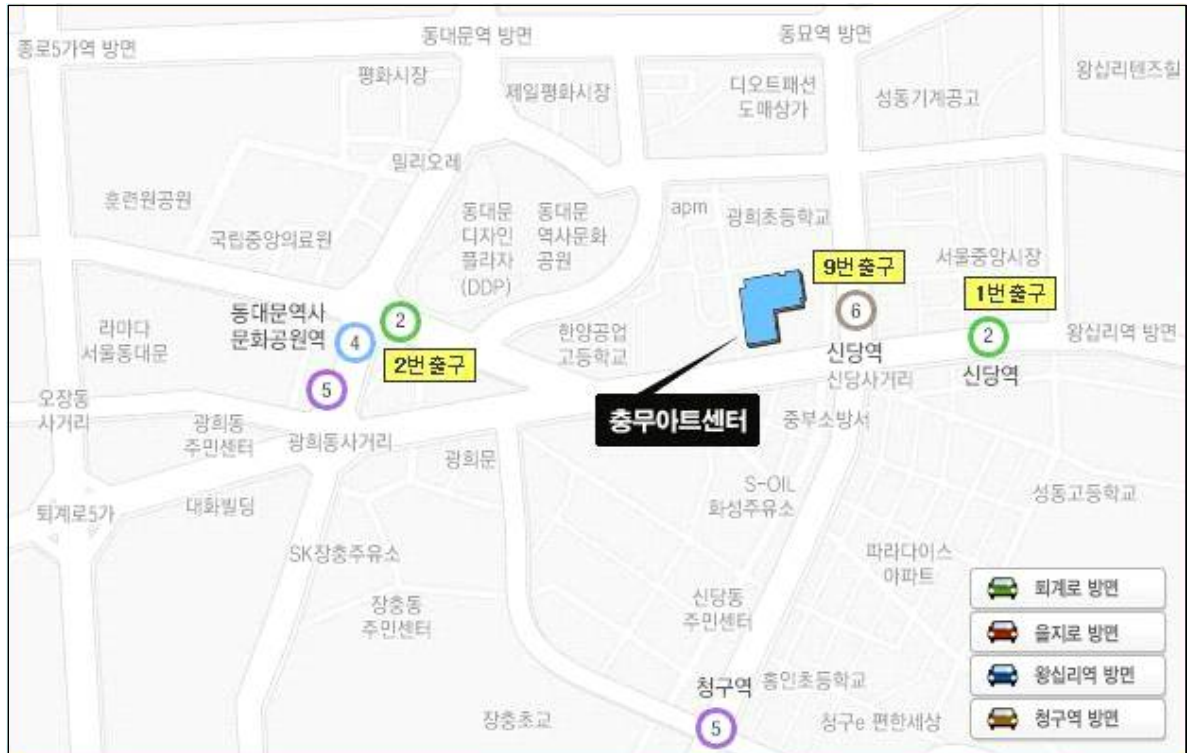 종로5가역 방면
동대문역 방면
동묘역 방면
평화시장
제일평화시장
디오트패션
도매상가
성동기계공고
왕십리텐즈힐
밀리오레
훈련원공원
국립중앙의료원
동대문
디자인
플라자
(DDP)
동대문
역사문화
공원
apm
광희초등학교
9번 출구
6
신당역
신당사거리
서울중앙시장
1번 출구
2
신당역
왕십리역 방면
라마다
서울동대문
동대문역사
문화공원역
2
4
5
2번 출구
한양공업
고등학교
충무아트센터
중부소방서
오장동
사거리
광희동
주민센터
광희동사거리
광희문
퇴계로5가
대화빌딩
SK장충주유소
S-OIL
화성주유소
성동고등학교
파라다이스
아파트
장충동
주민센터
신당동
주민센터
청구역
5
흥인초등학교
장충초교
청구e 편한세상
퇴계로 방면
을지로 방면
왕십리역 방면
청구역 방면